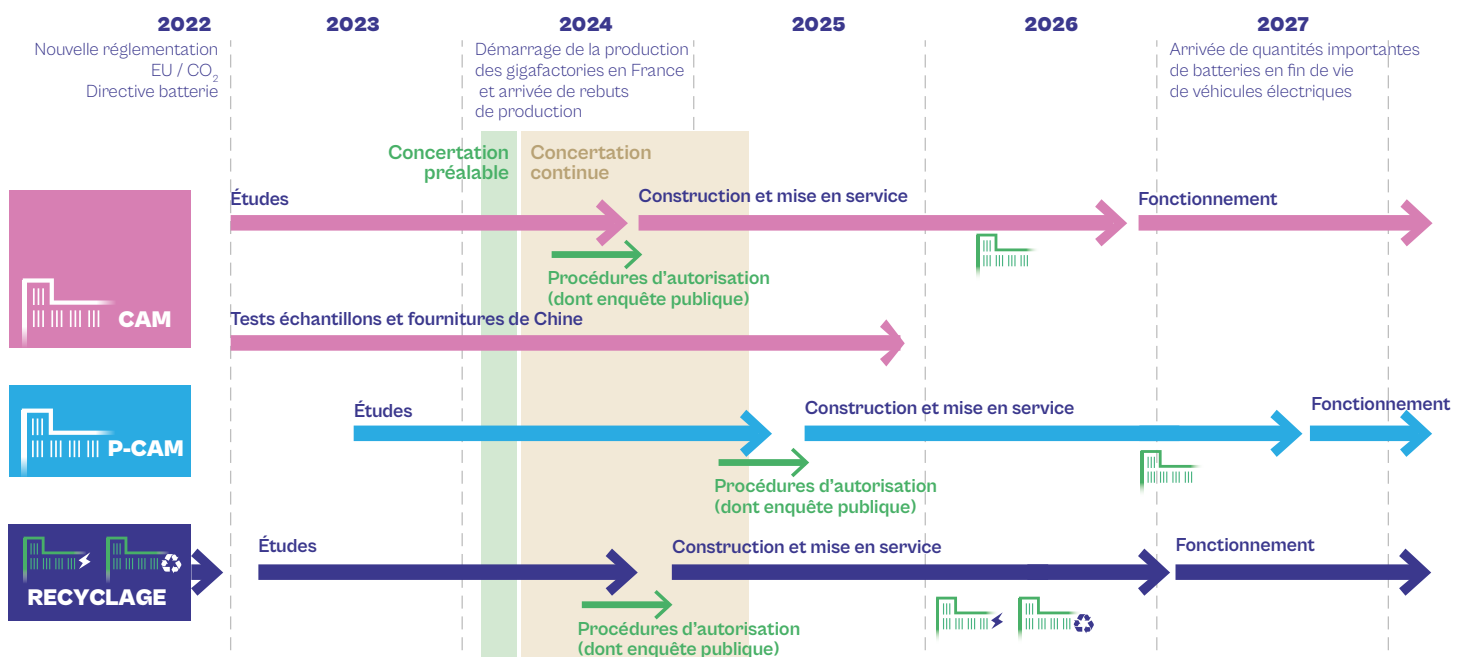 2022
2023
2024
2025
2026
2027
Nouvelle réglementation
EU / CO2
Directive batterie
Démarrage de la production
des gigafactories en France
et arrivée de rebuts
de production
Arrivée de quantités importantes
de batteries en fin de vie
de véhicules électriques
Concertation
préalable
Concertation
continue
CAM
Études
Construction et mise en service
Fonctionnement
Procédures d'autorisation
(dont enquête publique)
Tests échantillons et fournitures de Chine
P-CAM
Études
Construction et mise en service
Fonctionnement
Procédures d'autorisation
(dont enquête publique)
RECYCLAGE
Études
Construction et mise en service
Fonctionnement
Procédures d'autorisation
(dont enquête publique)